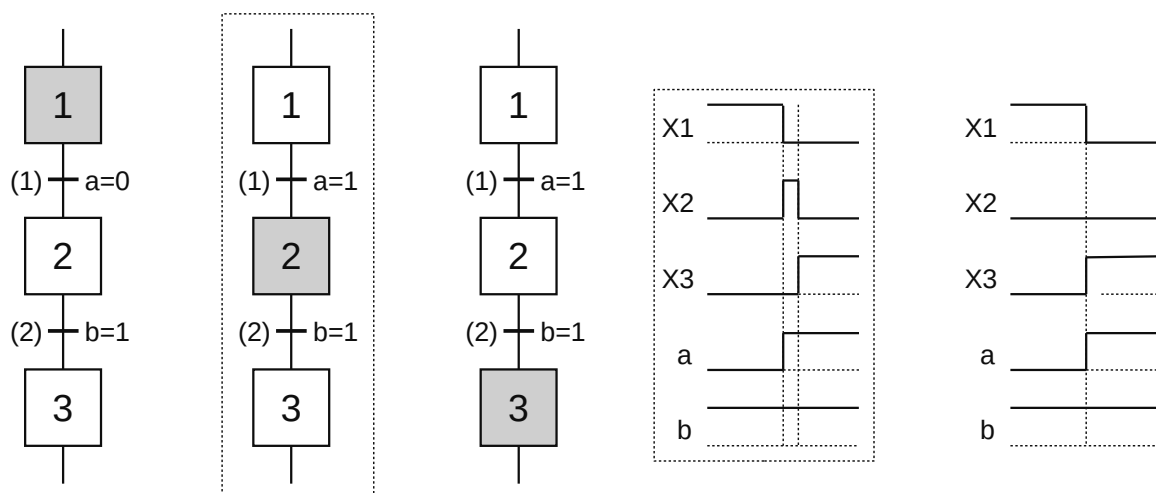 1
(1) a=0
2
(2) b=1
3
1
(1) a=1
2
(2) b=1
3
1
(1) a=1
2
(2) b=1
3
X1
X2
X3
a
b
X1
X2
X3
a
b